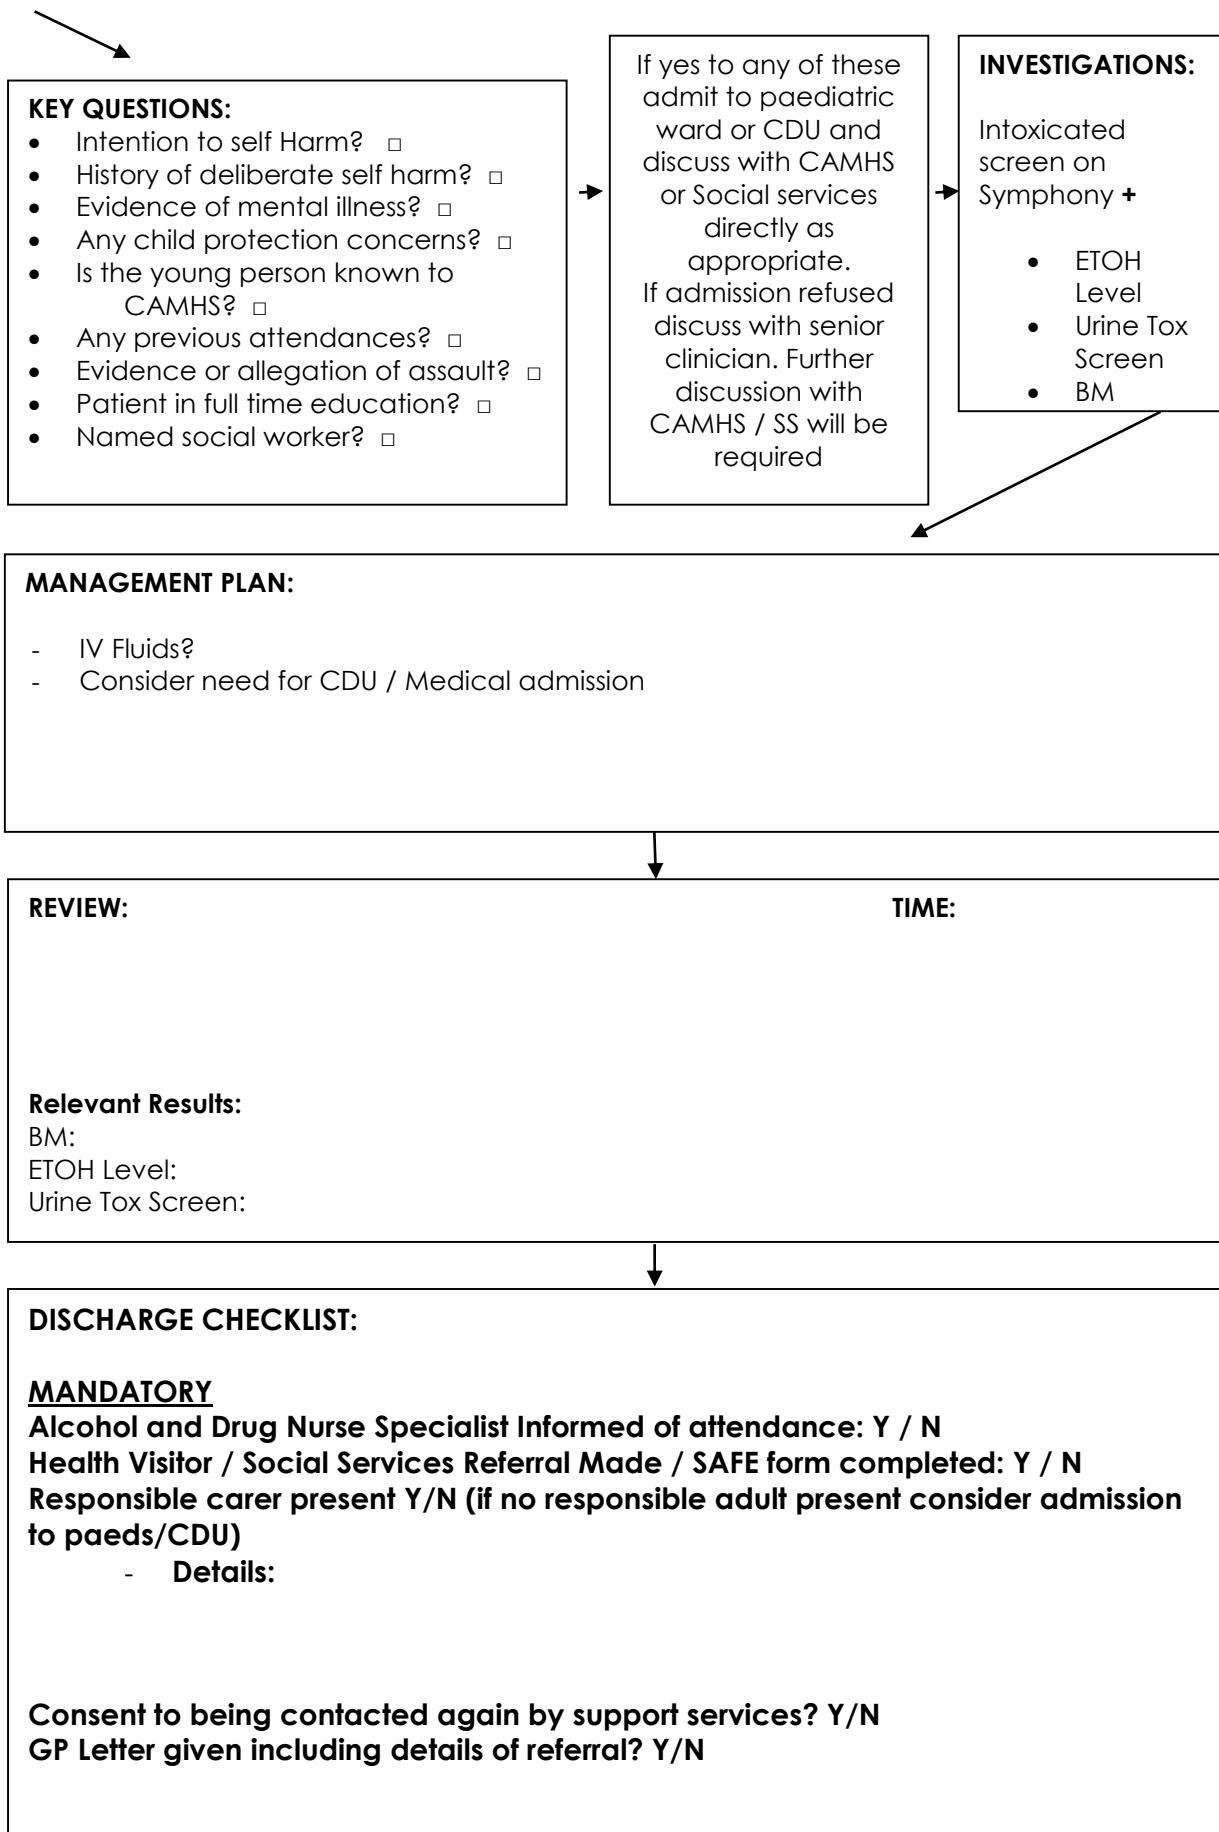 KEY QUESTIONS:
• Intention to self Harm? □
• History of deliberate self harm? □
• Evidence of mental illness? □
• Any child protection concerns? □
• Is the young person known to
CAMHS? □
• Any previous attendances? □
• Evidence or allegation of assault? □
• Patient in full time education? □
• Named social worker? □
If yes to any of these
admit to paediatric
ward or CDU and
discuss with CAMHS
or Social services
directly as
appropriate.
If admission refused
discuss with senior
clinician. Further
discussion with
CAMHS / SS will be
required
INVESTIGATIONS:
Intoxicated
screen on
Symphony +
• ETOH
Level
• Urine Tox
Screen
• BM
MANAGEMENT PLAN:
- IV Fluids?
- Consider need for CDU / Medical admission
REVIEW: TIME:
Relevant Results:
BM:
ETOH Level:
Urine Tox Screen:
DISCHARGE CHECKLIST:
MANDATORY
Alcohol and Drug Nurse Specialist Informed of attendance: Y / N
Health Visitor / Social Services Referral Made / SAFE form completed: Y / N
Responsible carer present Y/N (if no responsible adult present consider admission
to paeds/CDU)
- Details:
Consent to being contacted again by support services? Y/N
GP Letter given including details of referral? Y/N